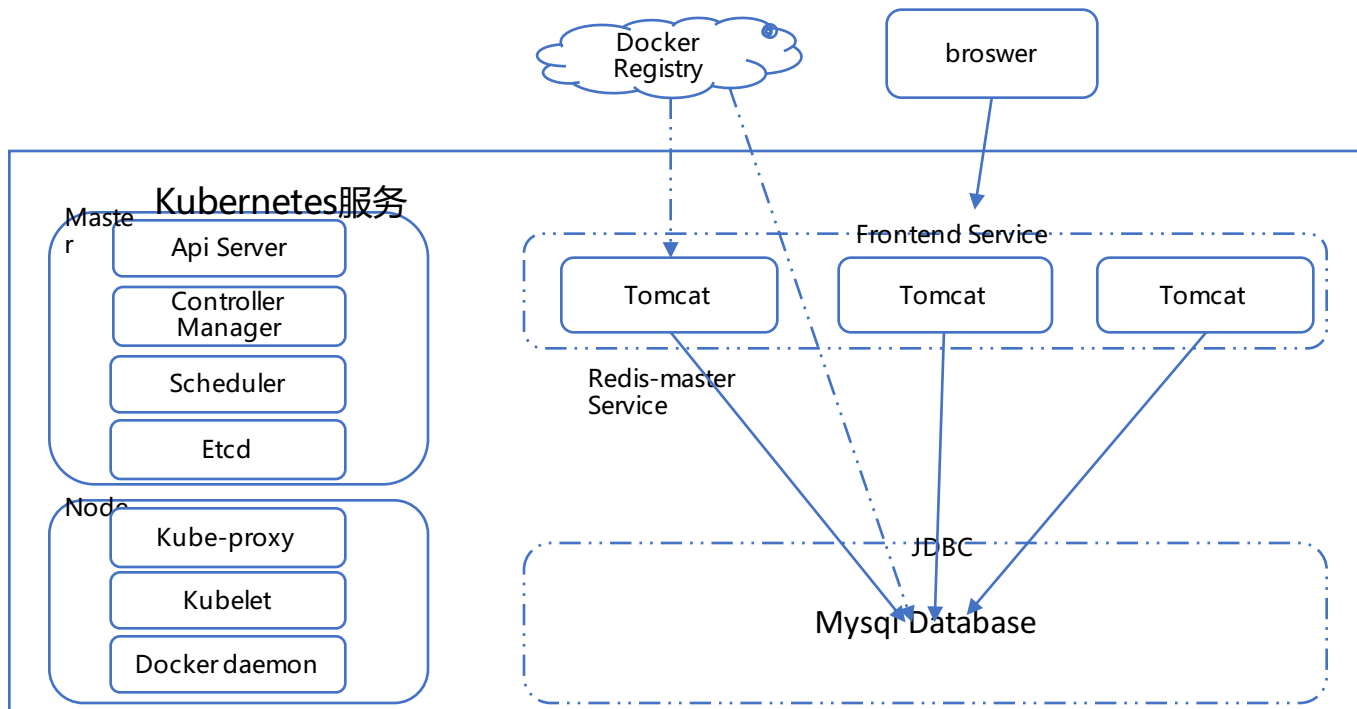 Docker
Registry
broswer
Kubernetes服务
Maste
r
Api Server
Controller
Manager
Scheduler
Etcd
Node
Kube-proxy
Kubelet
Docker daemon
Frontend Service
Tomcat
Tomcat
Tomcat
Redis-master
Service
JDBC
Mysql Database